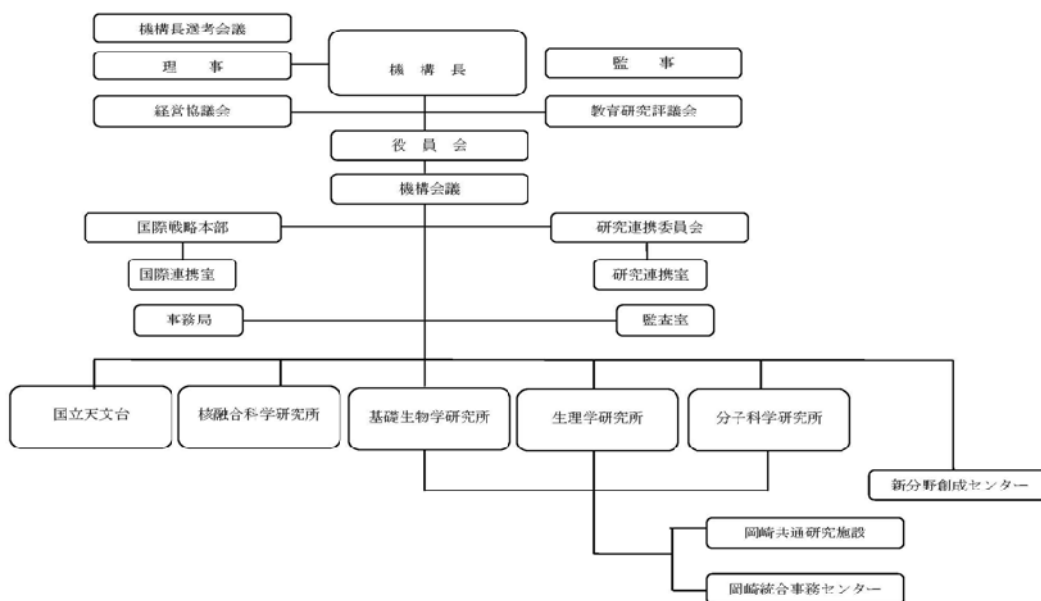 機構長選考会議
理　　事
機　構　長
監　　事
経営協議会
教育研究評議会
役　員　会
機構会議
国際戦略本部
研究連携委員会
国際連携室
研究連携室
事務局
監査室
国立天文台
核融合科学研究所
基礎生物学研究所
生理学研究所
分子科学研究所
新分野創成センター
岡崎共通研究施設
岡崎統合事務センター